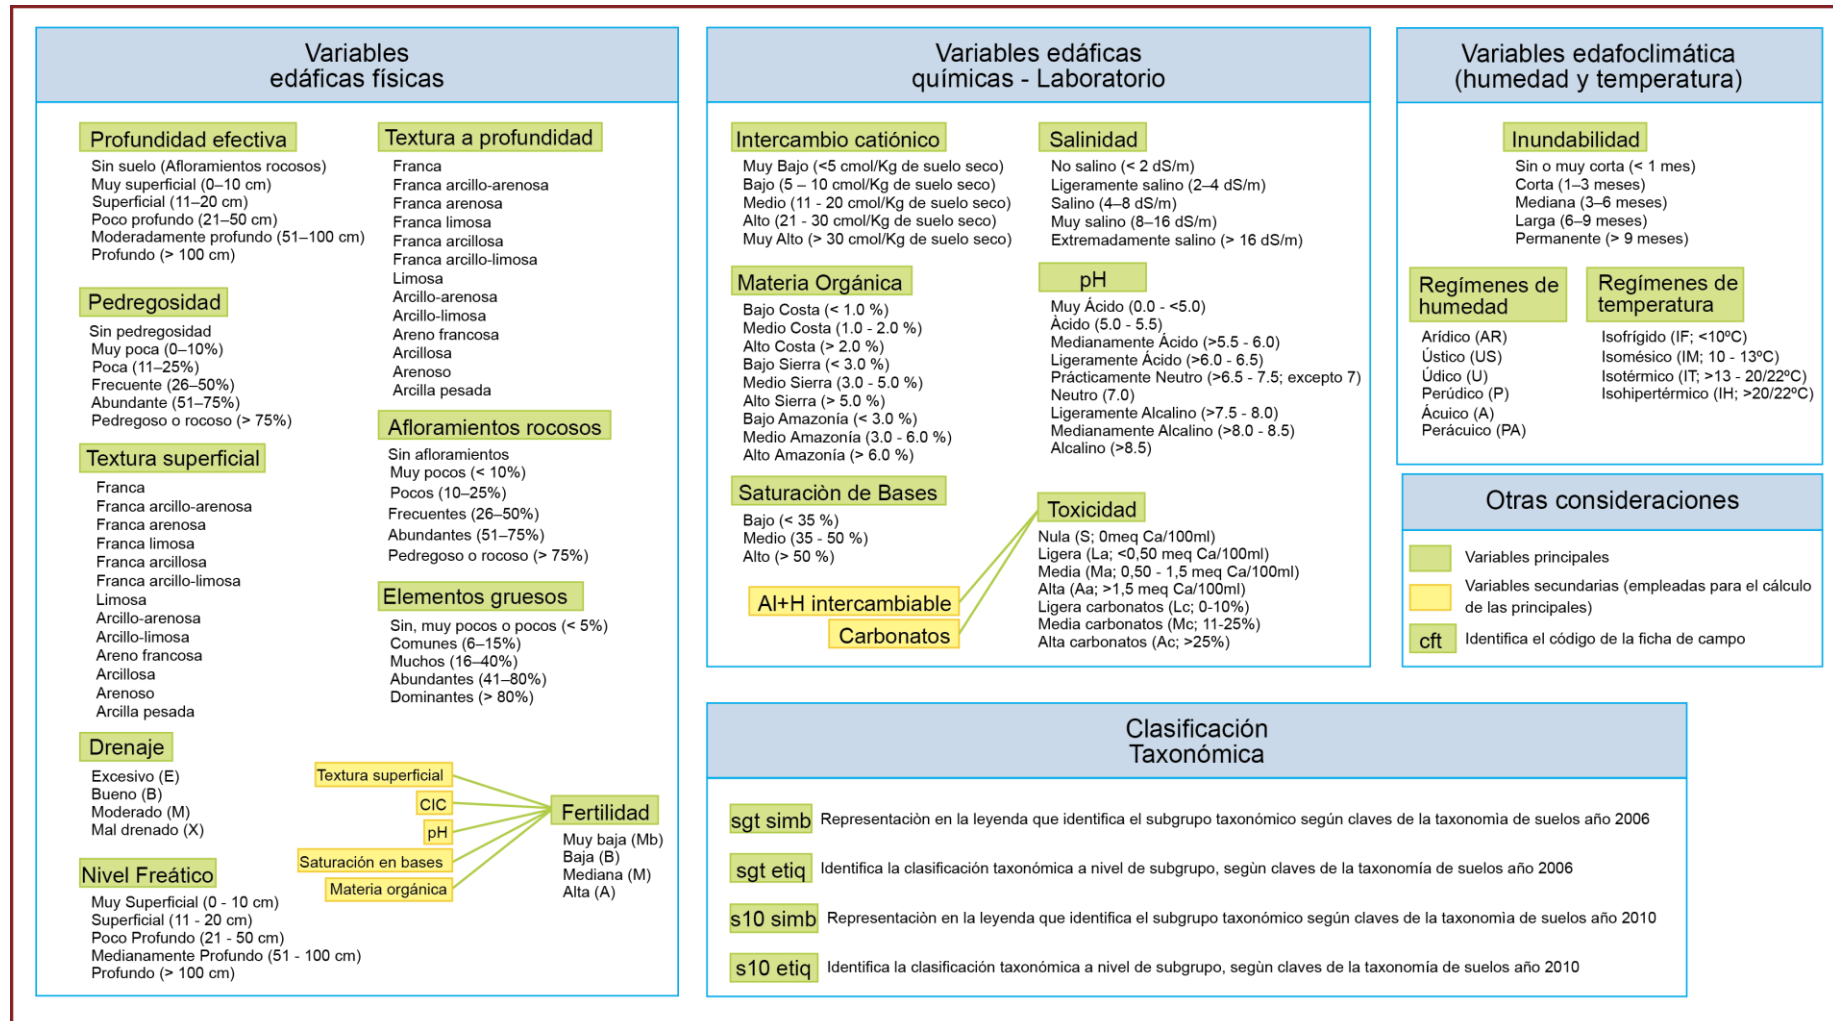 Variables
edáficas físicas
Profundidad efectiva
Sin suelo (Afloramientos rocosos)
Muy superficial (0–10 cm)
Superficial (11–20 cm)
Poco profundo (21–50 cm)
Moderadamente profundo (51–100 cm)
Profundo (> 100 cm)
Pedregosidad
Sin pedregosidad
Muy poca (0–10%)
Poca (11–25%)
Frecuente (26–50%)
Abundante (51–75%)
Pedregoso o rocoso (> 75%)
Textura superficial
Franca
Franca arcillo-arenosa
Franca arenosa
Franca limosa
Franca arcillosa
Franca arcillo-limosa
Limosa
Arcillo-arenosa
Arcillo-limosa
Areno francosa
Arcillosa
Arenoso
Arcilla pesada
Drenaje
Excesivo (E)
Bueno (B)
Moderado (M)
Mal drenado (X)
Nivel Freático
Muy Superficial (0 - 10 cm)
Superficial (11 - 20 cm)
Poco Profundo (21 - 50 cm)
Medianamente Profundo (51 - 100 cm)
Profundo (> 100 cm)
Textura a profundidad
Franca
Franca arcillo-arenosa
Franca arenosa
Franca limosa
Franca arcillosa
Franca arcillo-limosa
Limosa
Arcillo-arenosa
Arcillo-limosa
Areno francosa
Arcillosa
Arenoso
Arcilla pesada
Afloramientos rocosos
Sin afloramientos
Muy pocos (< 10%)
Pocos (10–25%)
Frecuentes (26–50%)
Abundantes (51–75%)
Pedregoso o rocoso (> 75%)
Elementos gruesos
Sin, muy pocos o pocos (< 5%)
Comunes (6–15%)
Muchos (16–40%)
Abundantes (41–80%)
Dominantes (> 80%)
Textura superficial
CIC
pH
Saturación en bases
Materia orgánica
Fertilidad
Muy baja (Mb)
Baja (B)
Mediana (M)
Alta (A)
Variables edáficas
químicas - Laboratorio
Intercambio catiónico
Muy Bajo (<5 cmol/Kg de suelo seco)
Bajo (5 – 10 cmol/Kg de suelo seco)
Medio (11 - 20 cmol/Kg de suelo seco)
Alto (21 - 30 cmol/Kg de suelo seco)
Muy Alto (> 30 cmol/Kg de suelo seco)
Materia Orgánica
Bajo Costa (< 1.0 %)
Medio Costa (1.0 - 2.0 %)
Alto Costa (> 2.0 %)
Bajo Sierra (< 3.0 %)
Medio Sierra (3.0 - 5.0 %)
Alto Sierra (> 5.0 %)
Bajo Amazonía (< 3.0 %)
Medio Amazonía (3.0 - 6.0 %)
Alto Amazonía (> 6.0 %)
Saturaciòn de Bases
Bajo (< 35 %)
Medio (35 - 50 %)
Alto (> 50 %)
Al+H intercambiable
Carbonatos
Salinidad
No salino (< 2 dS/m)
Ligeramente salino (2–4 dS/m)
Salino (4–8 dS/m)
Muy salino (8–16 dS/m)
Extremadamente salino (> 16 dS/m)
pH
Muy Ácido (0.0 - <5.0)
Àcido (5.0 - 5.5)
Medianamente Ácido (>5.5 - 6.0)
Ligeramente Ácido (>6.0 - 6.5)
Prácticamente Neutro (>6.5 - 7.5; excepto 7)
Neutro (7.0)
Ligeramente Alcalino (>7.5 - 8.0)
Medianamente Alcalino (>8.0 - 8.5)
Alcalino (>8.5)
Toxicidad
Nula (S; 0meq Ca/100ml)
Ligera (La; <0,50 meq Ca/100ml)
Media (Ma; 0,50 - 1,5 meq Ca/100ml)
Alta (Aa; >1,5 meq Ca/100ml)
Ligera carbonatos (Lc; 0-10%)
Media carbonatos (Mc; 11-25%)
Alta carbonatos (Ac; >25%)
Variables edafoclimática
(humedad y temperatura)
Inundabilidad
Sin o muy corta (< 1 mes)
Corta (1–3 meses)
Mediana (3–6 meses)
Larga (6–9 meses)
Permanente (> 9 meses)
Regímenes de
humedad
Arídico (AR)
Ústico (US)
Údico (U)
Perúdico (P)
Ácuico (A)
Perácuico (PA)
Regímenes de
temperatura
Isofrígido (IF; <10ºC)
Isomésico (IM; 10 - 13ºC)
Isotérmico (IT; >13 - 20/22ºC)
Isohipertérmico (IH; >20/22ºC)
Otras consideraciones
Variables principales
Variables secundarias (empleadas para el cálculo
de las principales)
cft Identifica el código de la ficha de campo
Clasificación
Taxonómica
sgt simb Representaciòn en la leyenda que identifica el subgrupo taxonómico según claves de la taxonomìa de suelos año 2006
sgt etiq Identifica la clasificación taxonómica a nivel de subgrupo, segùn claves de la taxonomía de suelos año 2006
s10 simb Representaciòn en la leyenda que identifica el subgrupo taxonómico según claves de la taxonomìa de suelos año 2010
s10 etiq Identifica la clasificación taxonómica a nivel de subgrupo, segùn claves de la taxonomía de suelos año 2010